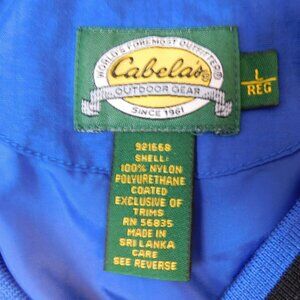 WORLD'S FOREMOST OUTFITTER
Cabela's
OUTDOOR GEAR
SINCE 1961
L
REG
921668
SHELL:
100% NYLON
POLYURETHANE
COATED
EXCLUSIVE OF
TRIMS
RN 56835
MADE IN
SRI LANKA
CARE
SEE REVERSE